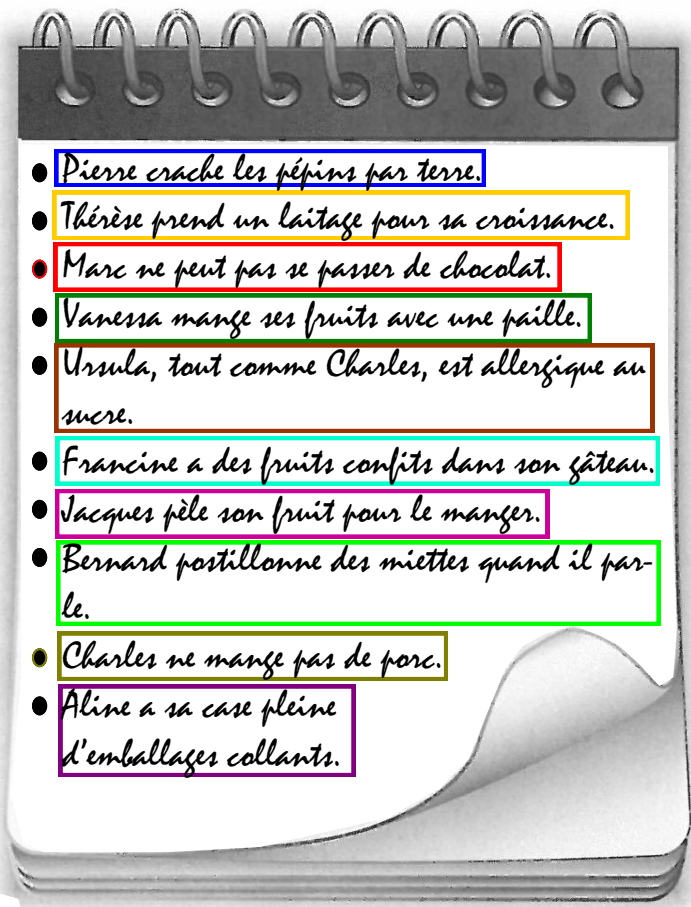 Pierre crache les pépins par terre.
Thérèse prend un laitage pour sa croissance.
Marc ne peut pas se passer de chocolat.
Vanessa mange ses fruits avec une paille.
Ursula, tout comme Charles, est allergique au
sucre.
Francine a des fruits confits dans son gâteau.
Jacques pèle son fruit pour le manger.
Bernard postillonne des miettes quand il par-
le.
Charles ne mange pas de porc.
Aline a sa case pleine
d'emballages collants.